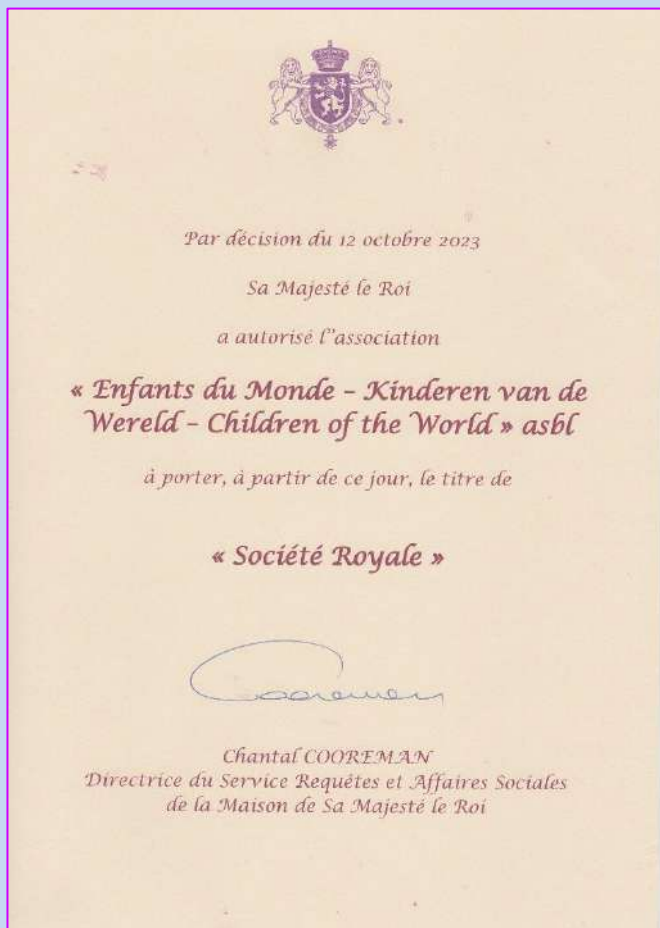 Par décision du 12 octobre 2023
Sa Majesté le Roi
a autorisé l’'association
« Enfants du Monde – Kinderen van de
Wereld – Children of the World » asbl
à porter, à partir de ce jour, le titre de
« Société Royale »
Cooreman
Chantal COOREMAN
Directrice du Service Requêtes et Affaires Sociales
de la Maison de Sa Majesté le Roi